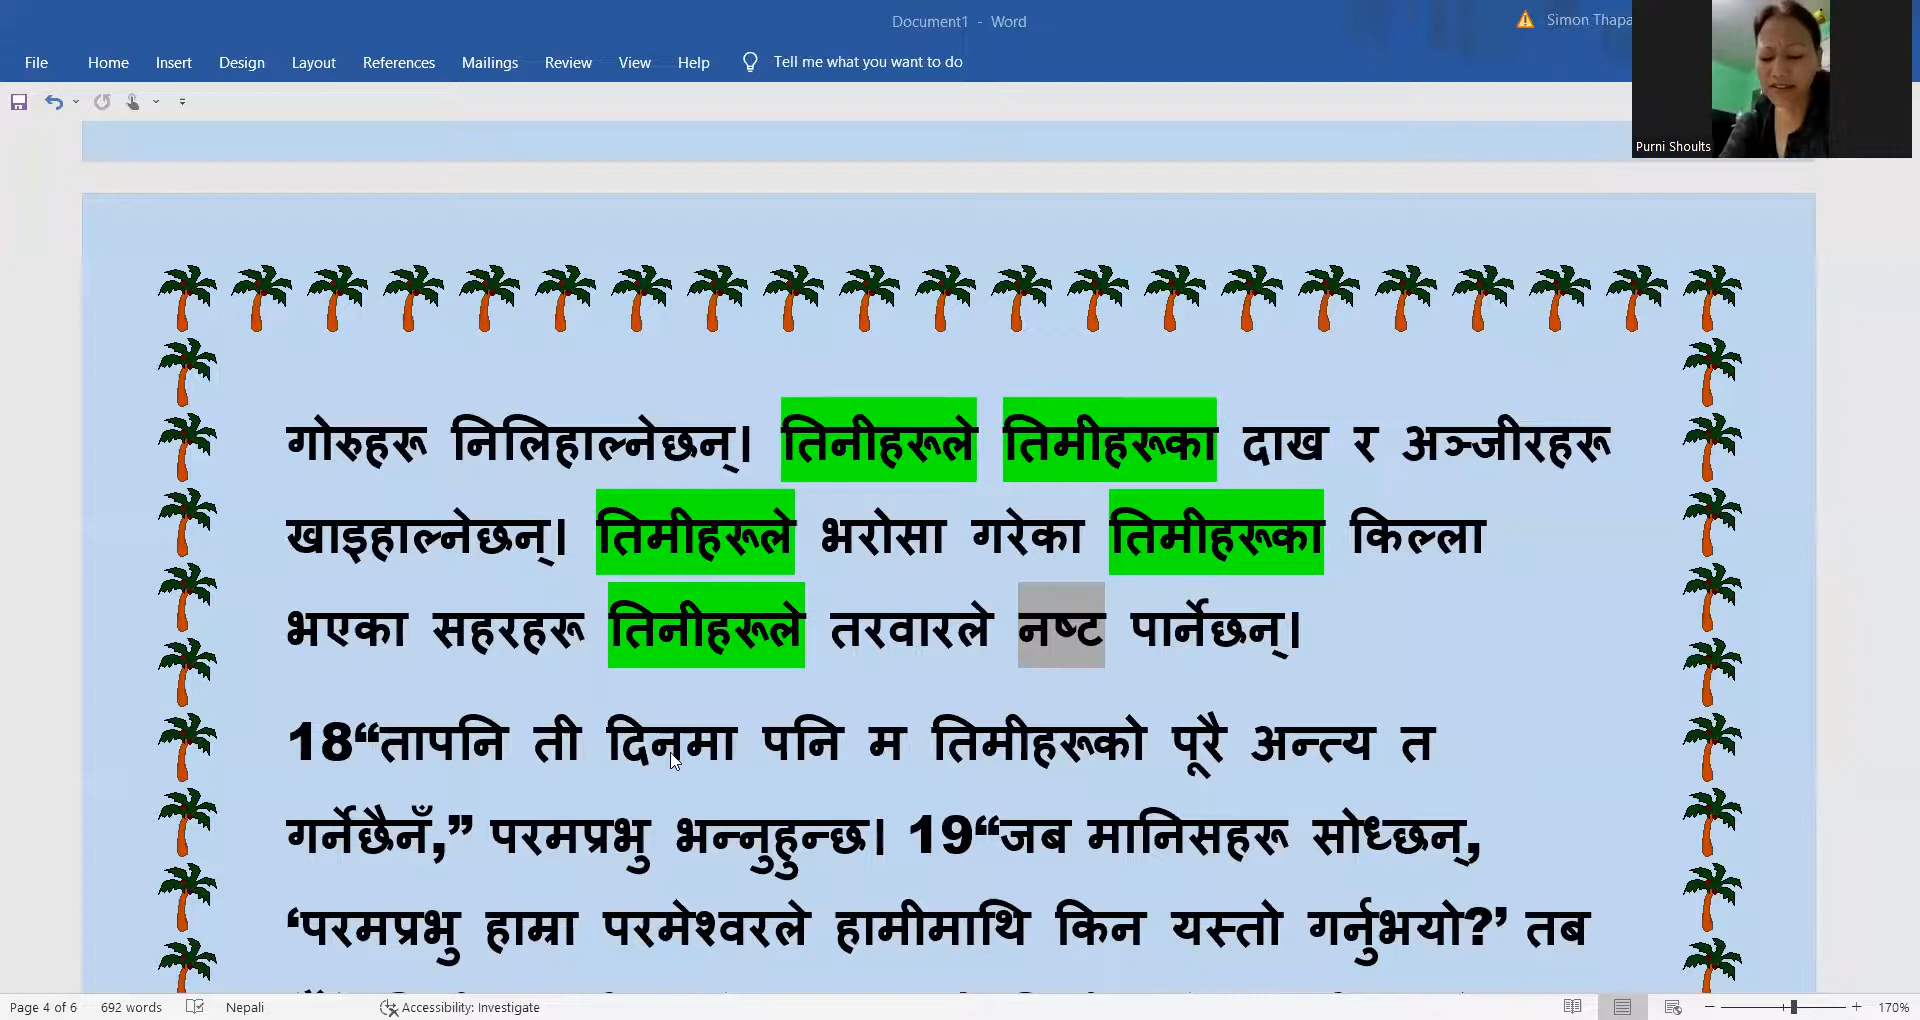 Document1 - Word
Simon Thapa
File Home Insert Design Layout References Mailings Review View Help Tell me what you want to do
Purni Shoults
गोरुहरू निलिहाल्नेछन्। तिनीहरूले तिमीहरूका दाख र अञ्जीरहरू
खाइहाल्नेछन्। तिमीहरूले भरोसा गरेका तिमीहरूका किल्ला
भएका सहरहरू तिनीहरूले तरवारले नष्ट पार्नेछन्।
18“तापनि ती दिनमा पनि म तिमीहरूको पूरै अन्त्य त
गर्नेछैनँ,” परमप्रभु भन्नुहुन्छ। 19“जब मानिसहरू सोध्छन्,
‘परमप्रभु हाम्रा परमेश्वरले हामीमाथि किन यस्तो गर्नुभयो?’ तब
Page 4 of 6 692 words Nepali Accessibility: Investigate 170%